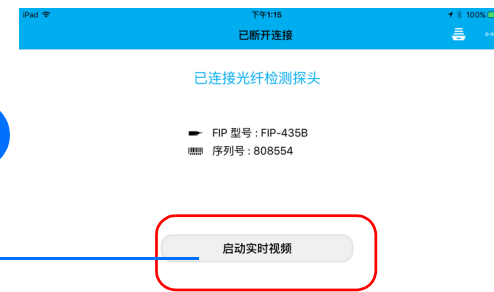 iPad 下午1:15 100%
已断开连接
已连接光纤检测探头
FIP 型号 : FIP-435B
序列号 : 808554
启动实时视频